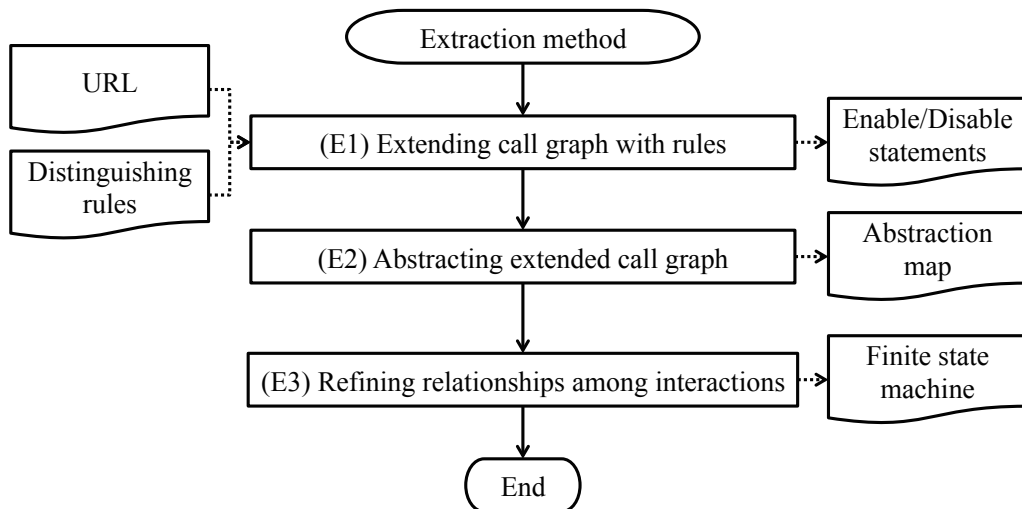 Extraction method
URL
Distinguishing
rules
(E1) Extending call graph with rules
Enable/Disable
statements
(E2) Abstracting extended call graph
Abstraction
map
(E3) Refining relationships among interactions
Finite state
machine
End